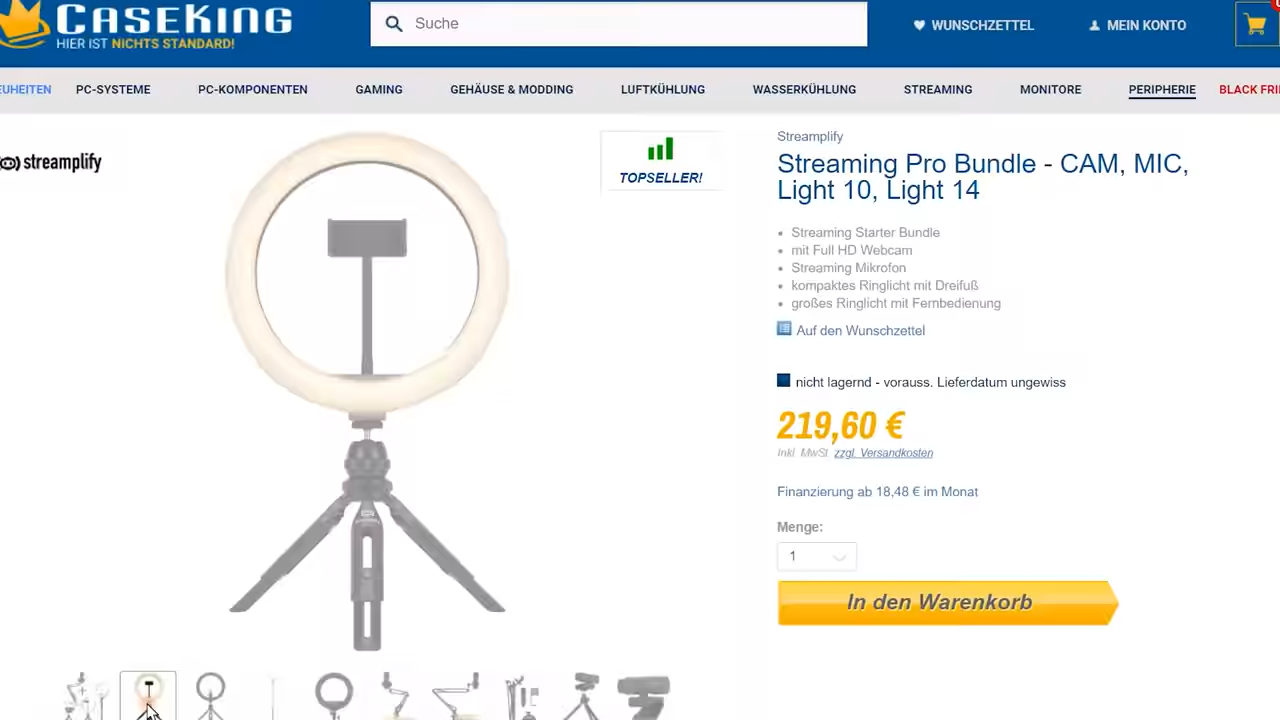 CASEKING
HIER IST NICHTS STANDARD!
Suche
WUNSCHZETTEL
MEIN KONTO
EUHEITEN
PC-SYSTEME
PC-KOMPONENTEN
GAMING
GEHÄUSE & MODDING
LUFTKÜHLUNG
WASSERKÜHLUNG
STREAMING
MONITORE
PERIPHERIE
BLACK FRI
streamplify
TOPSELLER!
Streamplify
Streaming Pro Bundle - CAM, MIC,
Light 10, Light 14
Streaming Starter Bundle
mit Full HD Webcam
Streaming Mikrofon
kompaktes Ringlicht mit Dreifuß
großes Ringlicht mit Fernbedienung
Auf den Wunschzettel
nicht lagernd - vorauss. Lieferdatum ungewiss
219,60 €
Inkl. MwSt. zzgl. Versandkosten
Finanzierung ab 18,48 € im Monat
Menge:
1
In den Warenkorb